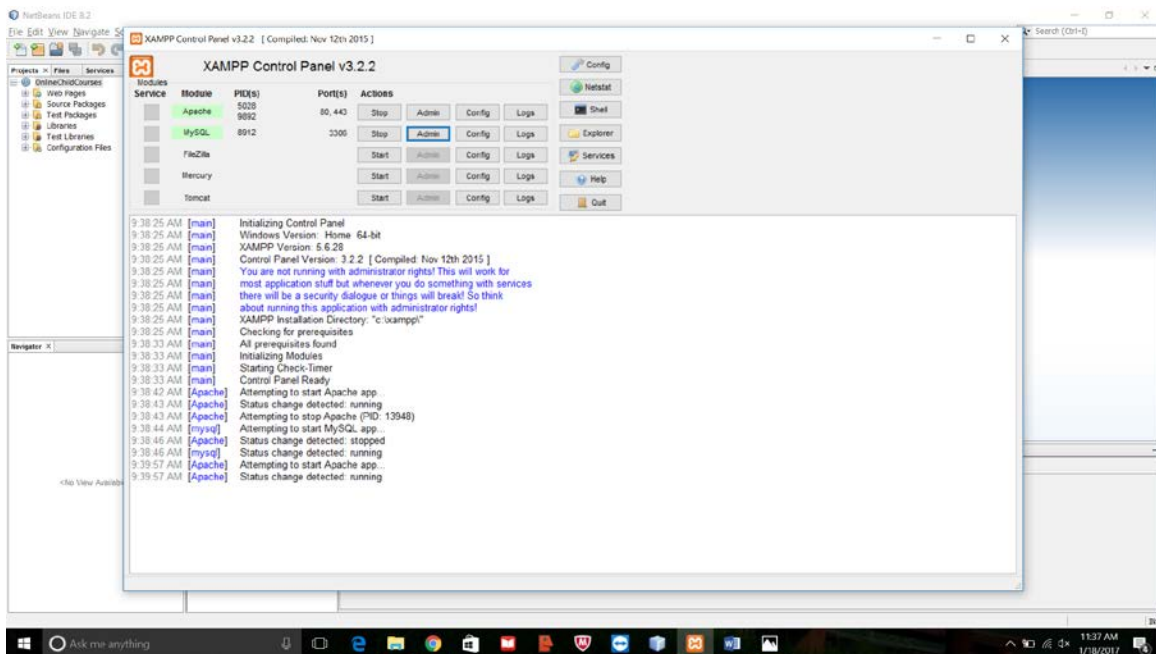 NetBeans IDE 8.2
File Edit View Navigate
Search (Ctrl+I)
Projects × Files Services
OnlineChildCourses
Web Pages
Source Packages
Test Packages
Libraries
Test Libraries
Configuration Files
Navigator ×
<No View Availab
XAMPP Control Panel v3.2.2 [ Compiled: Nov 12th 2015 ]
XAMPP Control Panel v3.2.2
Modules
Service Module PID(s) Port(s) Actions
Apache 5028 9892 80, 443 Stop Admin Config Logs
MySQL 8912 3306 Stop Admin Config Logs
FileZilla Start Admin Config Logs
Mercury Start Admin Config Logs
Tomcat Start Admin Config Logs
Config
Netstat
Shell
Explorer
Services
Help
Quit
9:38:25 AM [main] Initializing Control Panel
9:38:25 AM [main] Windows Version: Home 64-bit
9:38:25 AM [main] XAMPP Version: 5.6.28
9:38:25 AM [main] Control Panel Version: 3.2.2 [ Compiled: Nov 12th 2015 ]
9:38:25 AM [main] You are not running with administrator rights! This will work for
9:38:25 AM [main] most application stuff but whenever you do something with services
9:38:25 AM [main] there will be a security dialogue or things will break! So think
9:38:25 AM [main] about running this application with administrator rights!
9:38:25 AM [main] XAMPP Installation Directory: "c:\xampp\"
9:38:25 AM [main] Checking for prerequisites
9:38:33 AM [main] All prerequisites found
9:38:33 AM [main] Initializing Modules
9:38:33 AM [main] Starting Check-Timer
9:38:33 AM [main] Control Panel Ready
9:38:42 AM [Apache] Attempting to start Apache app...
9:38:43 AM [Apache] Status change detected: running
9:38:43 AM [Apache] Attempting to stop Apache (PID: 13948)
9:38:44 AM [mysql] Attempting to start MySQL app...
9:38:46 AM [Apache] Status change detected: stopped
9:38:46 AM [mysql] Status change detected: running
9:39:57 AM [Apache] Attempting to start Apache app...
9:39:57 AM [Apache] Status change detected: running
Ask me anything
11:37 AM
1/18/2017